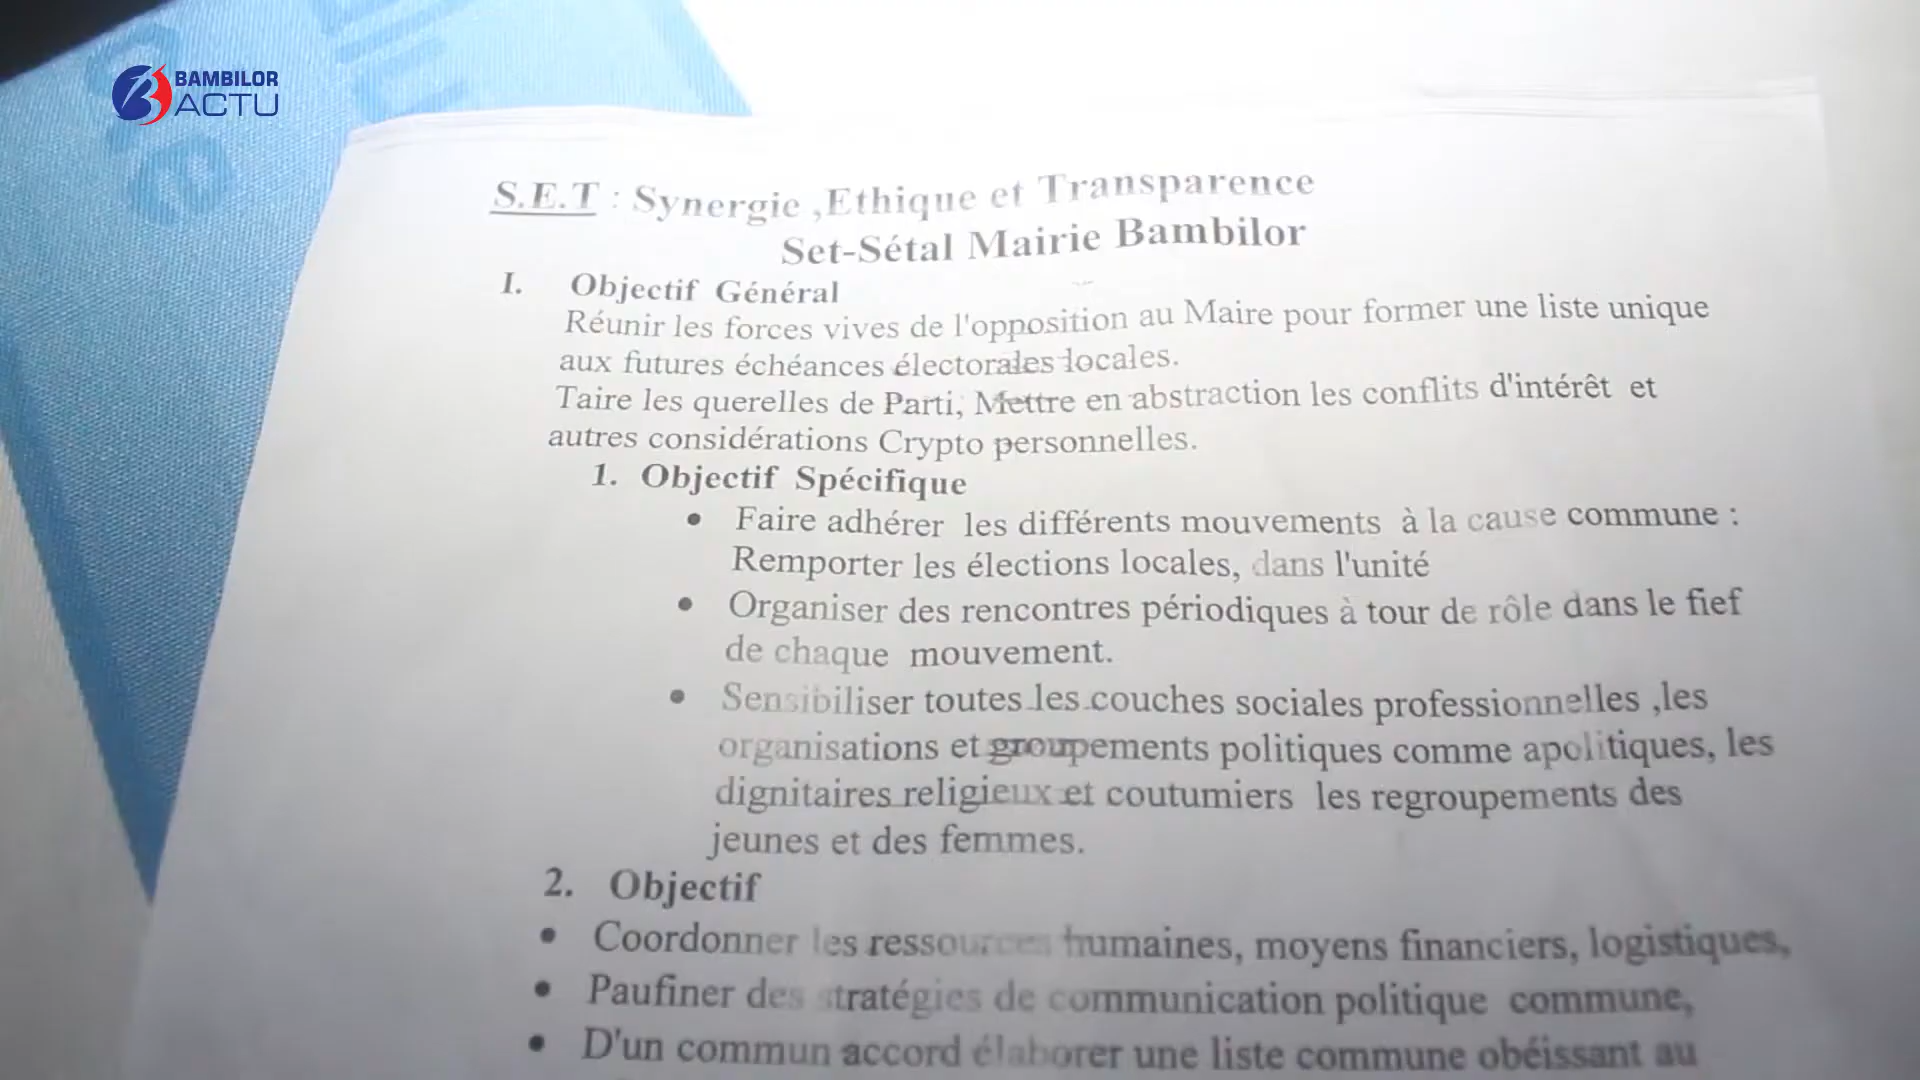 BAMBILOR
ACTU
S.E.T : Synergie ,Ethique et Transparence
Set-Sétal Mairie Bambilor
I. Objectif Général
Réunir les forces vives de l'opposition au Maire pour former une liste unique
aux futures échéances électorales locales.
Taire les querelles de Parti, Mettre en abstraction les conflits d'intérêt et
autres considérations Crypto personnelles.
1. Objectif Spécifique
• Faire adhérer les différents mouvements à la cause commune :
Remporter les élections locales, dans l'unité
• Organiser des rencontres périodiques à tour de rôle dans le fief
de chaque mouvement.
• Sensibiliser toutes les couches sociales professionnelles ,les
organisations et groupements politiques comme apolitiques, les
dignitaires religieux et coutumiers les regroupements des
jeunes et des femmes.
2. Objectif
• Coordonner les ressources humaines, moyens financiers, logistiques,
• Paufiner des stratégies de communication politique commune,
• D'un commun accord élaborer une liste commune obéissant au